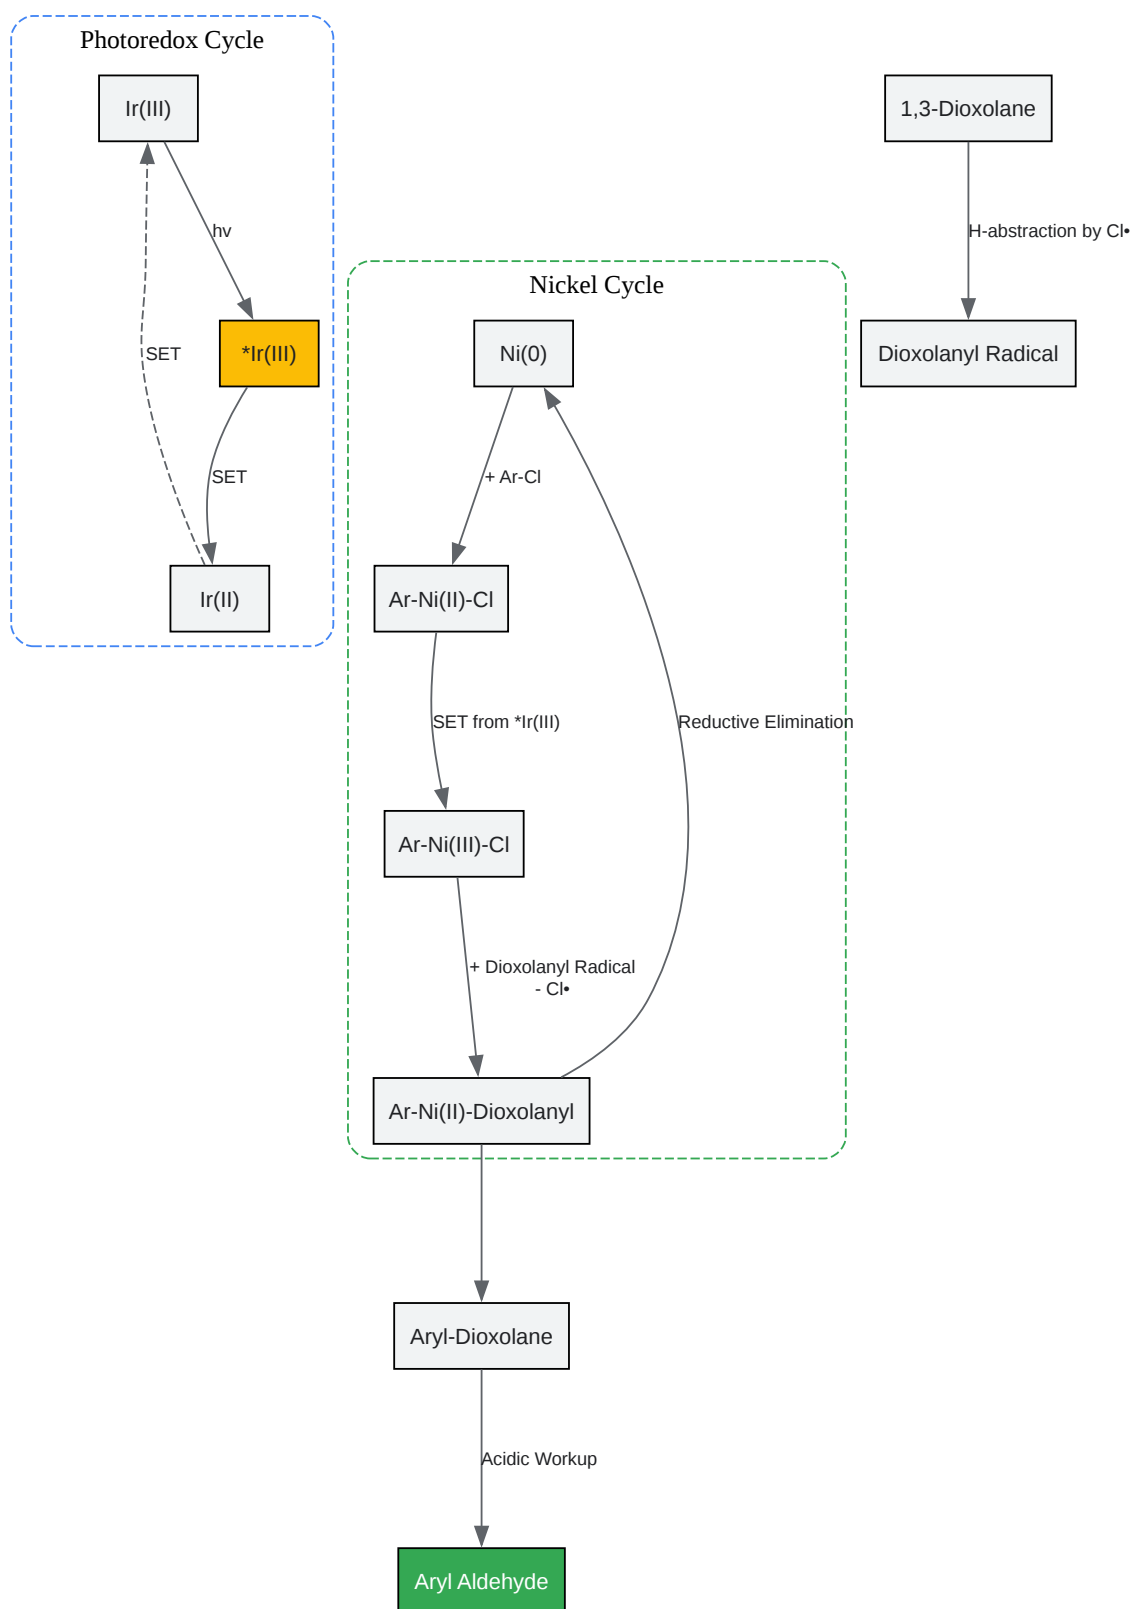 Photoredox Cycle
Ir(III)
1,3-Dioxolane
hv
H-abstraction by Cl•
Nickel Cycle
*Ir(III)
Ni(0)
Dioxolanyl Radical
SET
SET
+ Ar-Cl
Ir(II)
Ar-Ni(II)-Cl
SET from *Ir(III)
Reductive Elimination
Ar-Ni(III)-Cl
+ Dioxolanyl Radical
- Cl•
Ar-Ni(II)-Dioxolanyl
Aryl-Dioxolane
Acidic Workup
Aryl Aldehyde